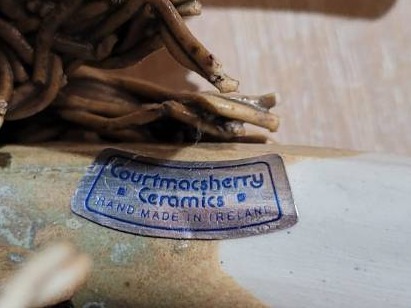 Courtmacsherry
Ceramics
HAND MADE IN IRELAND